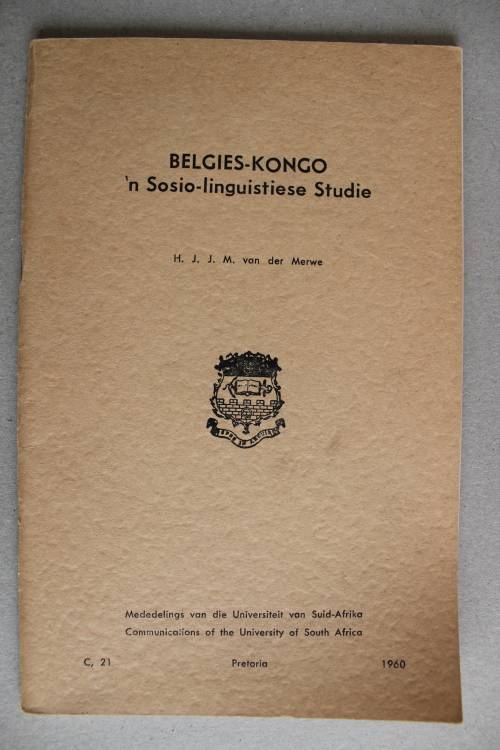 BELGIES-KONGO
'n Sosio-linguistiese Studie
H. J. J. M. van der Merwe
Mededelings van die Universiteit van Suid-Afrika
Communications of the University of South Africa
C, 21 Pretoria 1960